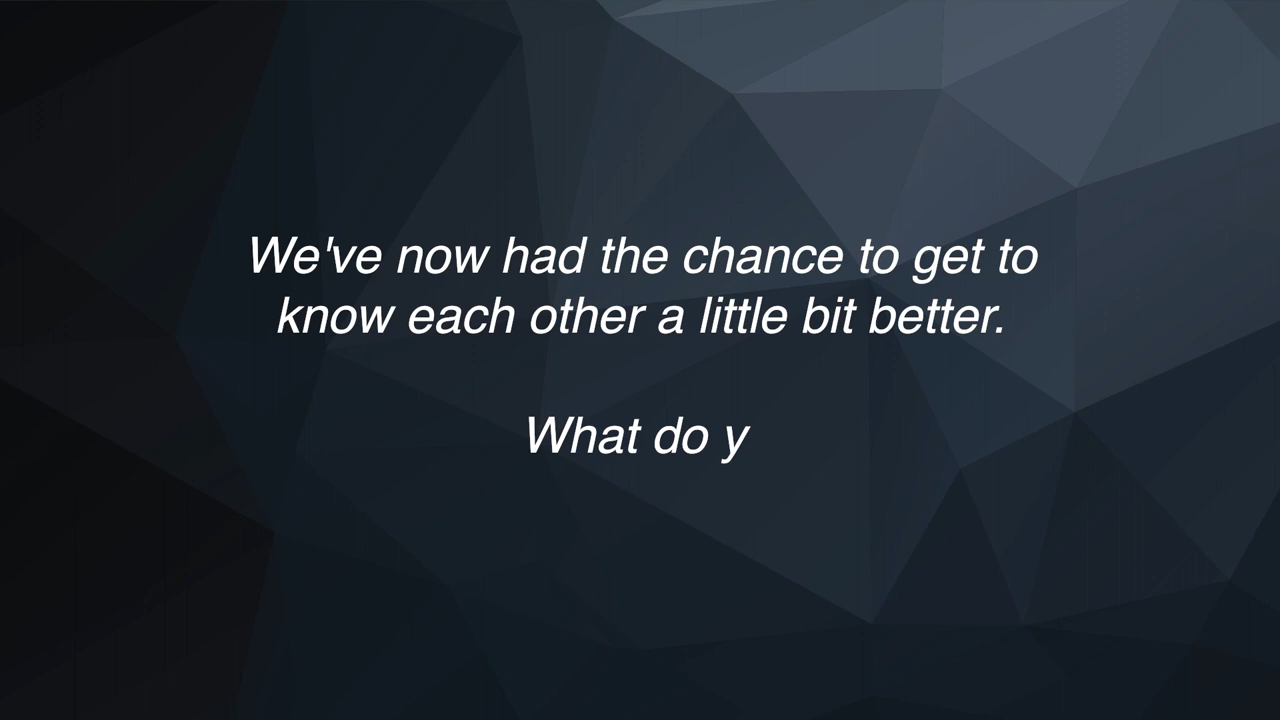 We've now had the chance to get to
know each other a little bit better.
What do y